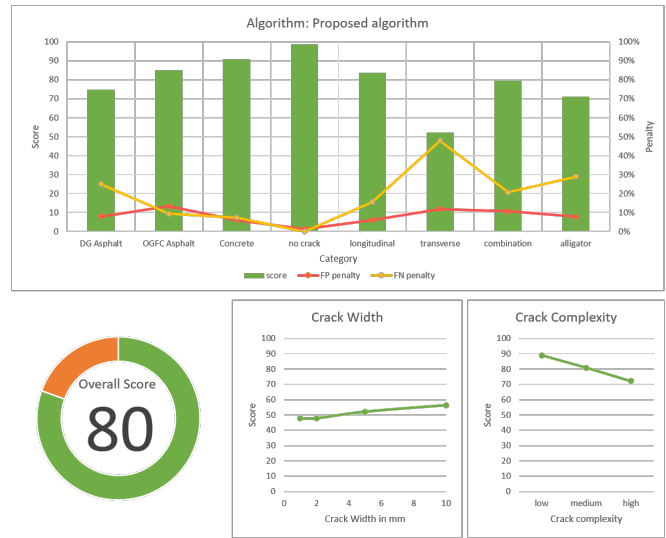 Algorithm: Proposed algorithm
100 100%
90 90%
80 80%
70 70%
60 60%
50 50%
40 40%
30 30%
20 20%
10 10%
0 0%
Score
Penalty
DG Asphalt OGFC Asphalt Concrete no crack longitudinal transverse combination alligator
Category
score FP penalty FN penalty
Overall Score
80
Crack Width
100
90
80
70
60
50
40
30
20
10
0
Score
0 2 4 6 8 10
Crack Width in mm
Crack Complexity
100
90
80
70
60
50
40
30
20
10
0
Score
low medium high
Crack complexity